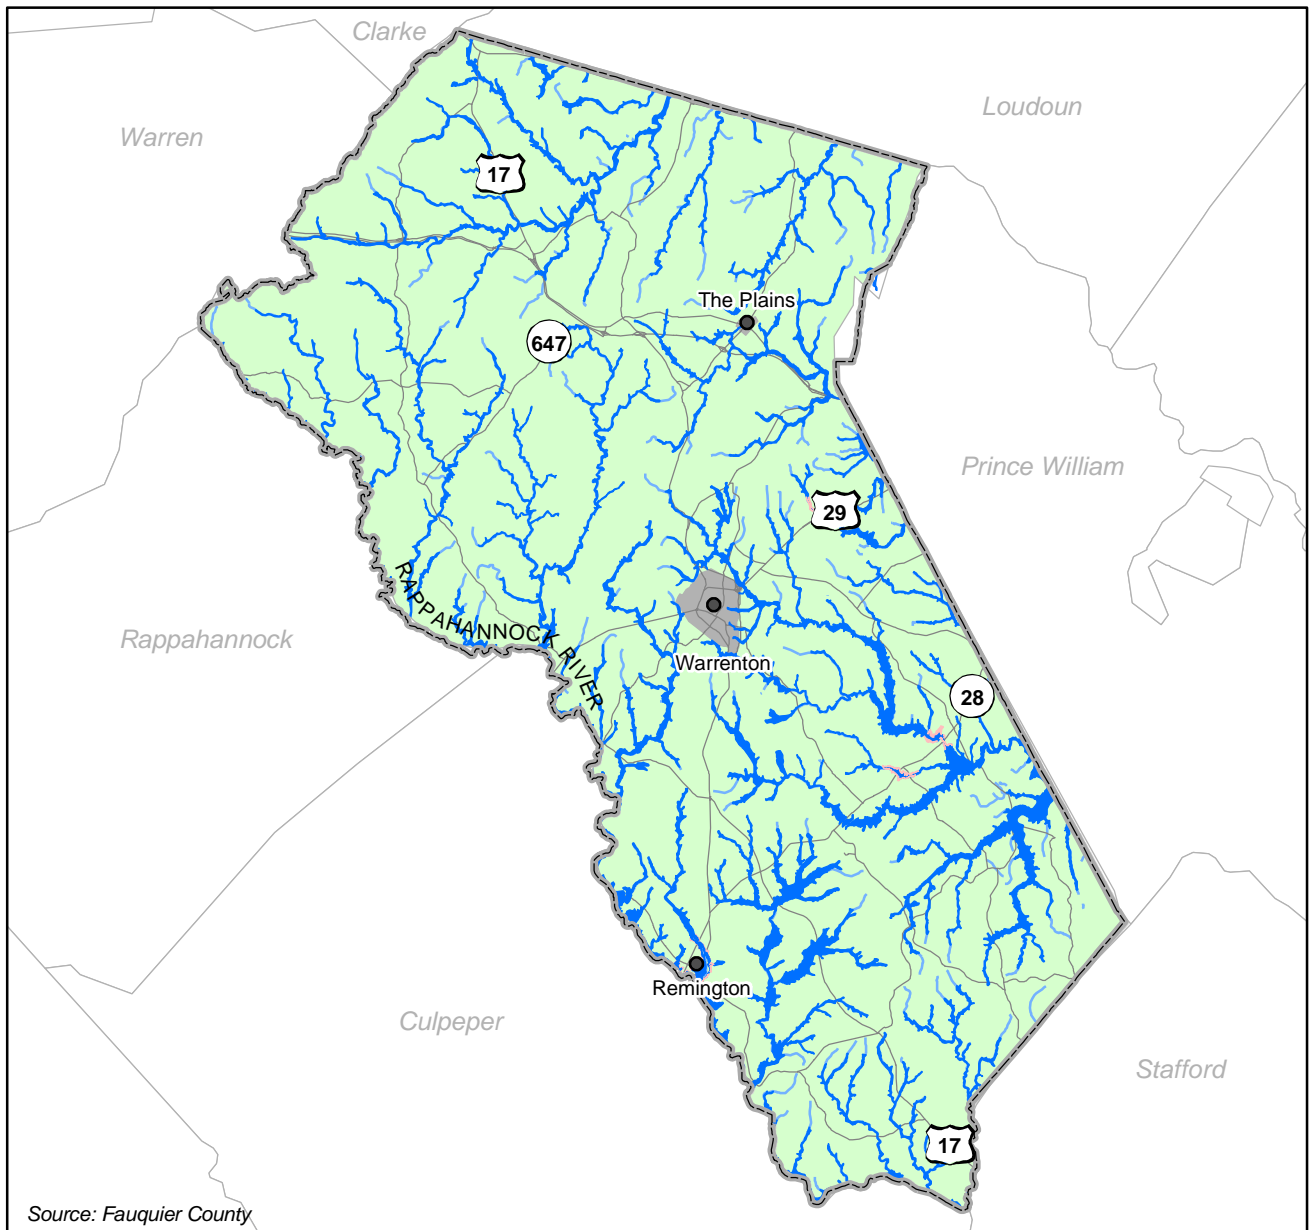 Clarke
Loudoun
Warren
17
The Plains
647
Prince William
29
RAPPAHANNOCK RIVER
Rappahannock
Warrenton
28
Remington
Culpeper
Stafford
17
Source: Fauquier County